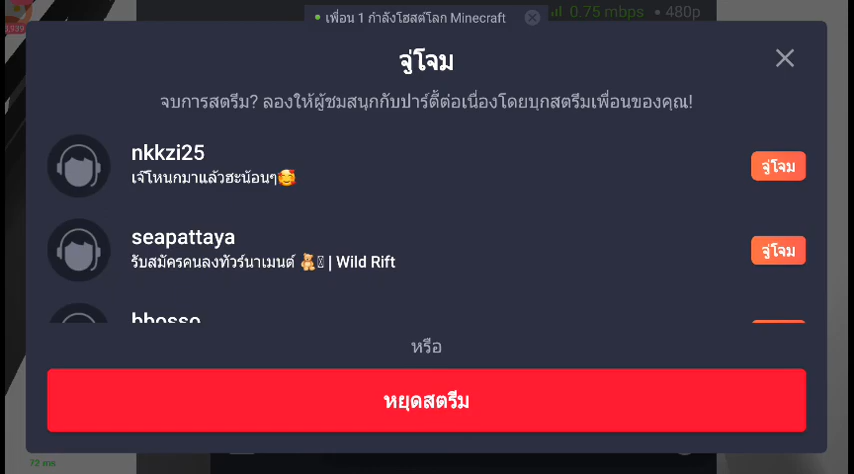 เพื่อน 1 กำลังโฮสต์โลก Minecraft
0.75 mbps • 480p
จู่โจม
จบการสตรีม? ลองให้ผู้ชมสนุกกับปาร์ตี้ต่อเนื่องโดยบุกสตรีมเพื่อนของคุณ!
nkkzi25
เจ๊โหนกมาแล้วฮะน้อนๆ🥰
จู่โจม
seapattaya
รับสมัครคนลงทัวร์นาเมนต์ 🧸 | Wild Rift
จู่โจม
bbosso
หรือ
หยุดสตรีม